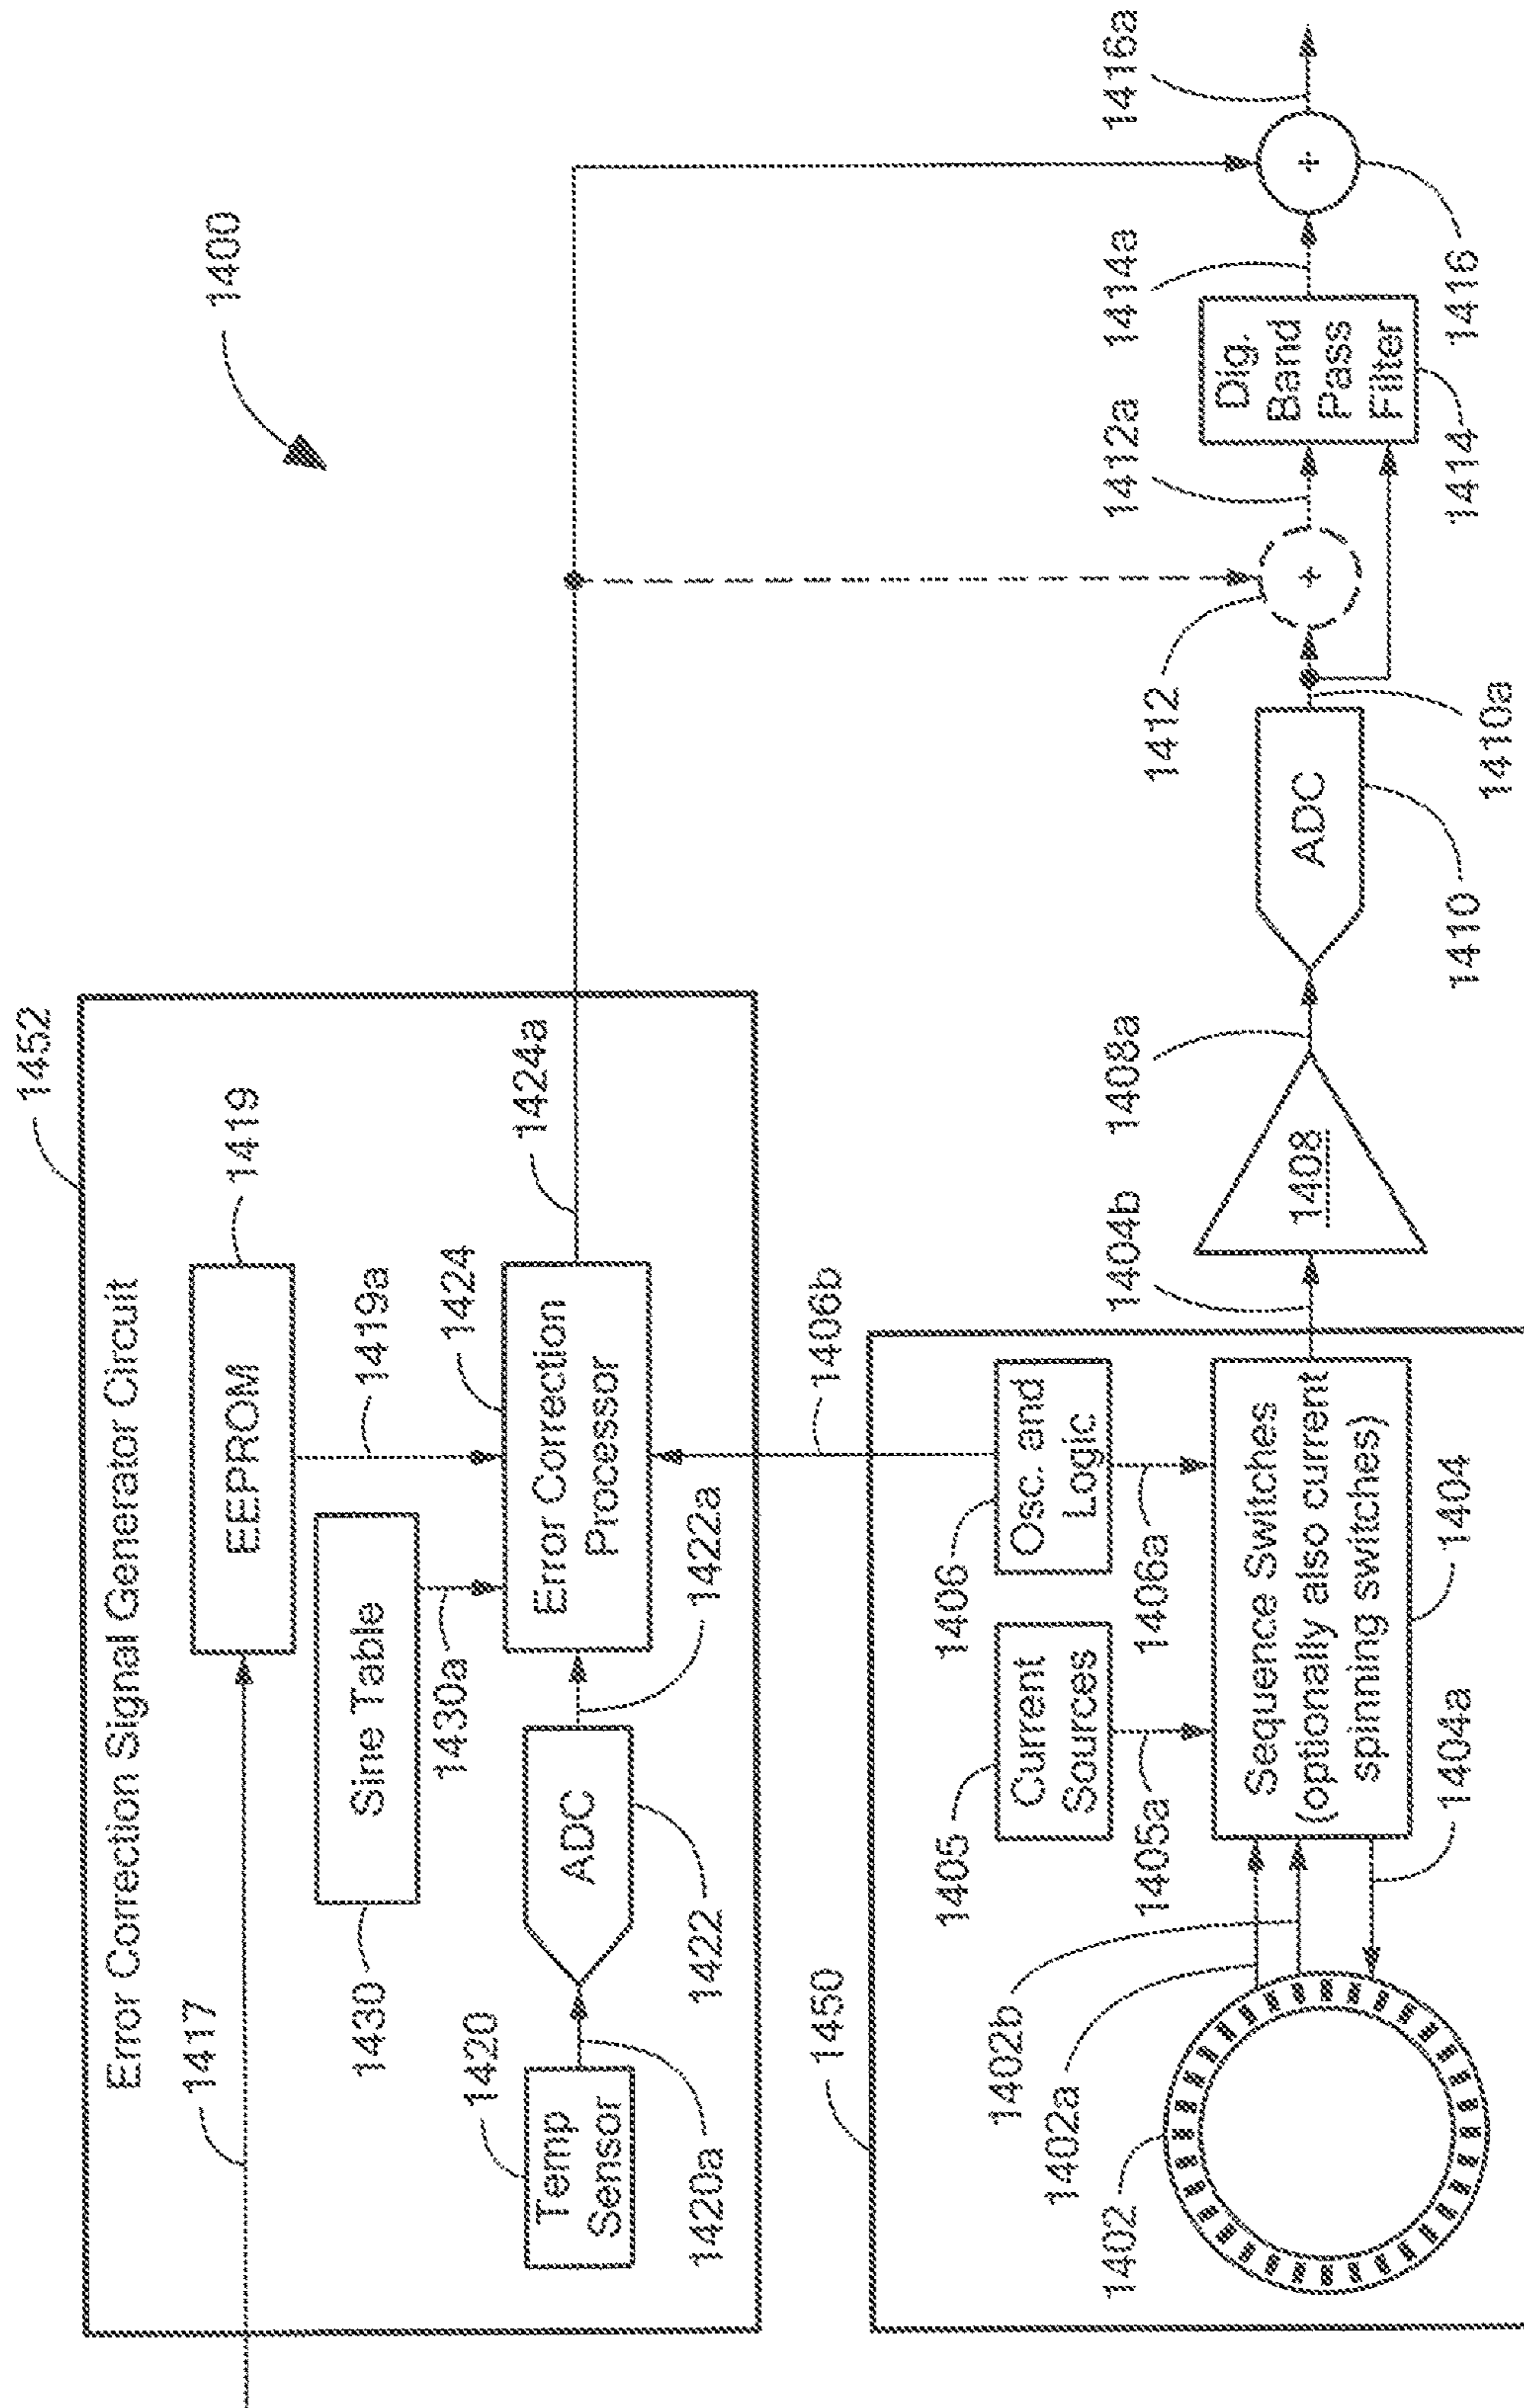 1400
1452
Error Correction Signal Generator Circuit
1417
EEPROM
1419
1419a
Sine Table
1430
1430a
1424
Error Correction
Processor
1424a
1420
Temp
Sensor
1420a
ADC
1422
1422a
1406b
1450
1405
Current
Sources
1405a
1406
Osc. and
Logic
1406a
1402
1402a
1402b
Sequence Switches
(optionally also current
spinning switches)
1404
1404a
1404b
1408
1408a
ADC
1410
1410a
1412
1412a
Dig.
Band
Pass
Filter
1414
1414a
1416
1416a